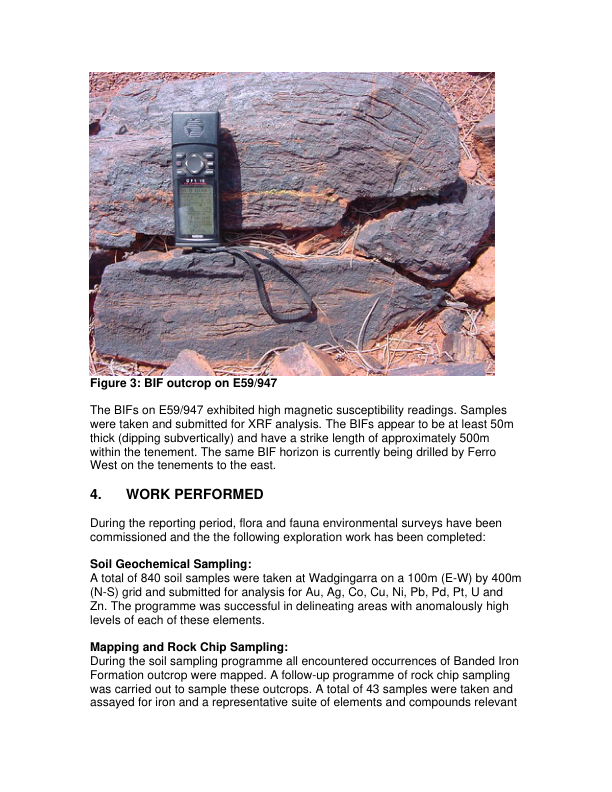 Figure 3: BIF outcrop on E59/947
The BIFs on E59/947 exhibited high magnetic susceptibility readings. Samples
were taken and submitted for XRF analysis. The BIFs appear to be at least 50m
thick (dipping subvertically) and have a strike length of approximately 500m
within the tenement. The same BIF horizon is currently being drilled by Ferro
West on the tenements to the east.
4. WORK PERFORMED
During the reporting period, flora and fauna environmental surveys have been
commissioned and the the following exploration work has been completed:
Soil Geochemical Sampling:
A total of 840 soil samples were taken at Wadgingarra on a 100m (E-W) by 400m
(N-S) grid and submitted for analysis for Au, Ag, Co, Cu, Ni, Pb, Pd, Pt, U and
Zn. The programme was successful in delineating areas with anomalously high
levels of each of these elements.
Mapping and Rock Chip Sampling:
During the soil sampling programme all encountered occurrences of Banded Iron
Formation outcrop were mapped. A follow-up programme of rock chip sampling
was carried out to sample these outcrops. A total of 43 samples were taken and
assayed for iron and a representative suite of elements and compounds relevant